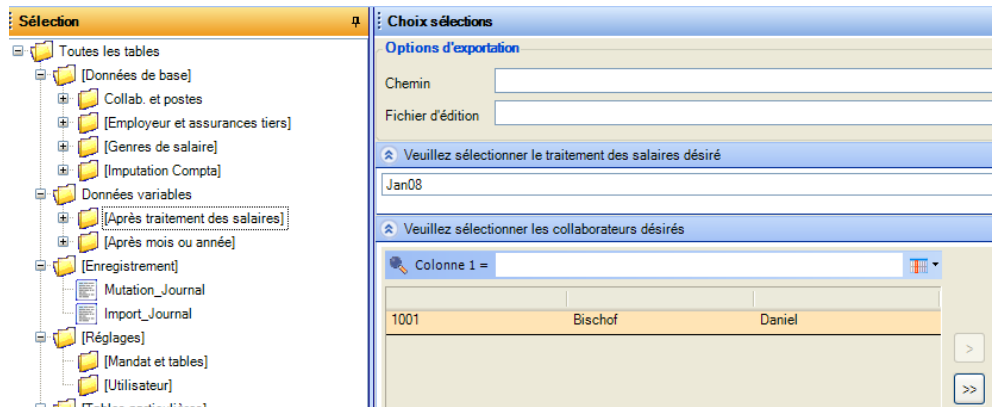 Sélection
Toutes les tables
[Données de base]
Collab. et postes
[Employeur et assurances tiers]
[Genres de salaire]
[Imputation Compta]
Données variables
[Après traitement des salaires]
[Après mois ou année]
[Enregistrement]
Mutation_Journal
Import_Journal
[Réglages]
[Mandat et tables]
[Utilisateur]
[Tables particulières]
Choix sélections
Options d'exportation
Chemin
Fichier d'édition
Veuillez sélectionner le traitement des salaires désiré
Jan08
Veuillez sélectionner les collaborateurs désirés
Colonne 1 =
1001 Bischof Daniel
>
>>